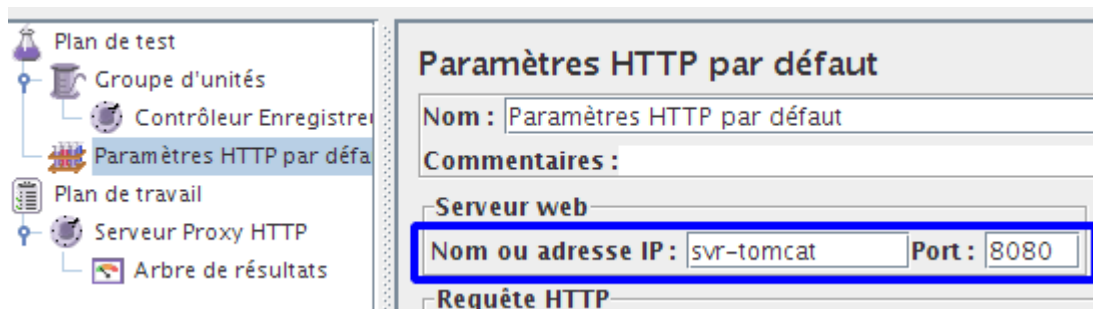 Plan de test
Groupe d'unités
Contrôleur Enregistre
Paramètres HTTP par défa
Plan de travail
Serveur Proxy HTTP
Arbre de résultats
Paramètres HTTP par défaut
Nom : Paramètres HTTP par défaut
Commentaires :
Serveur web
Nom ou adresse IP : svr-tomcat Port : 8080
Requête HTTP